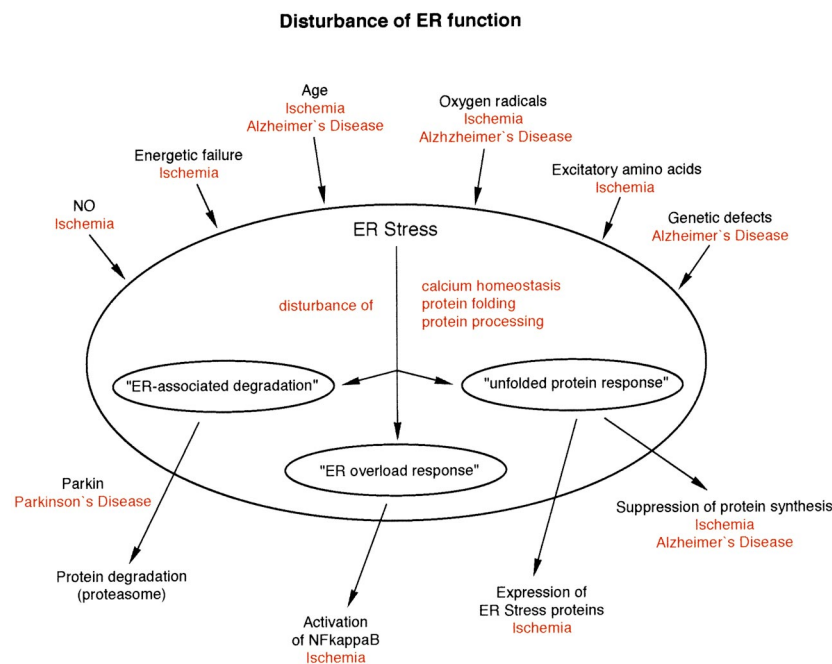 Disturbance of ER function
Age
Ischemia
Alzheimer`s Disease
Oxygen radicals
Ischemia
Alzhzheimer`s Disease
Energetic failure
Ischemia
Excitatory amino acids
Ischemia
NO
Ischemia
Genetic defects
Alzheimer`s Disease
ER Stress
disturbance of
calcium homeostasis
protein folding
protein processing
"ER-associated degradation"
"unfolded protein response"
"ER overload response"
Parkin
Parkinson`s Disease
Suppression of protein synthesis
Ischemia
Alzheimer`s Disease
Protein degradation
(proteasome)
Activation
of NFkappaB
Ischemia
Expression of
ER Stress proteins
Ischemia